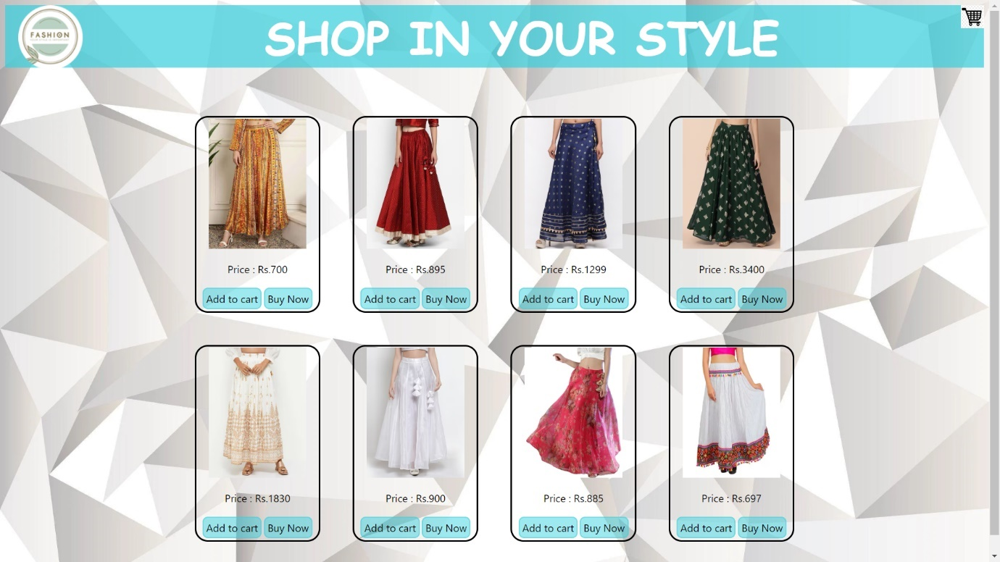 FASHION
SHOP IN YOUR STYLE
Price : Rs.700
Price : Rs.895
Price : Rs.1299
Price : Rs.3400
Add to cart Buy Now
Add to cart Buy Now
Add to cart Buy Now
Add to cart Buy Now
Price : Rs.1830
Price : Rs.900
Price : Rs.885
Price : Rs.697
Add to cart Buy Now
Add to cart Buy Now
Add to cart Buy Now
Add to cart Buy Now